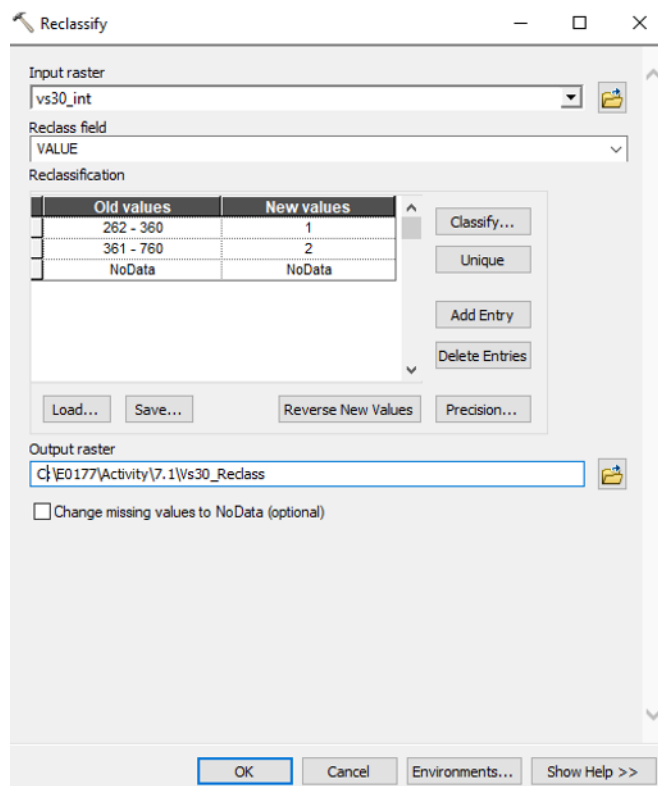 Reclassify
Input raster
vs30_int
Reclass field
VALUE
Reclassification
Old values New values
262 - 360 1
361 - 760 2
NoData NoData
Classify...
Unique
Add Entry
Delete Entries
Load... Save... Reverse New Values Precision...
Output raster
C:\E0177\Activity\7.1\Vs30_Reclass
Change missing values to NoData (optional)
OK Cancel Environments... Show Help >>